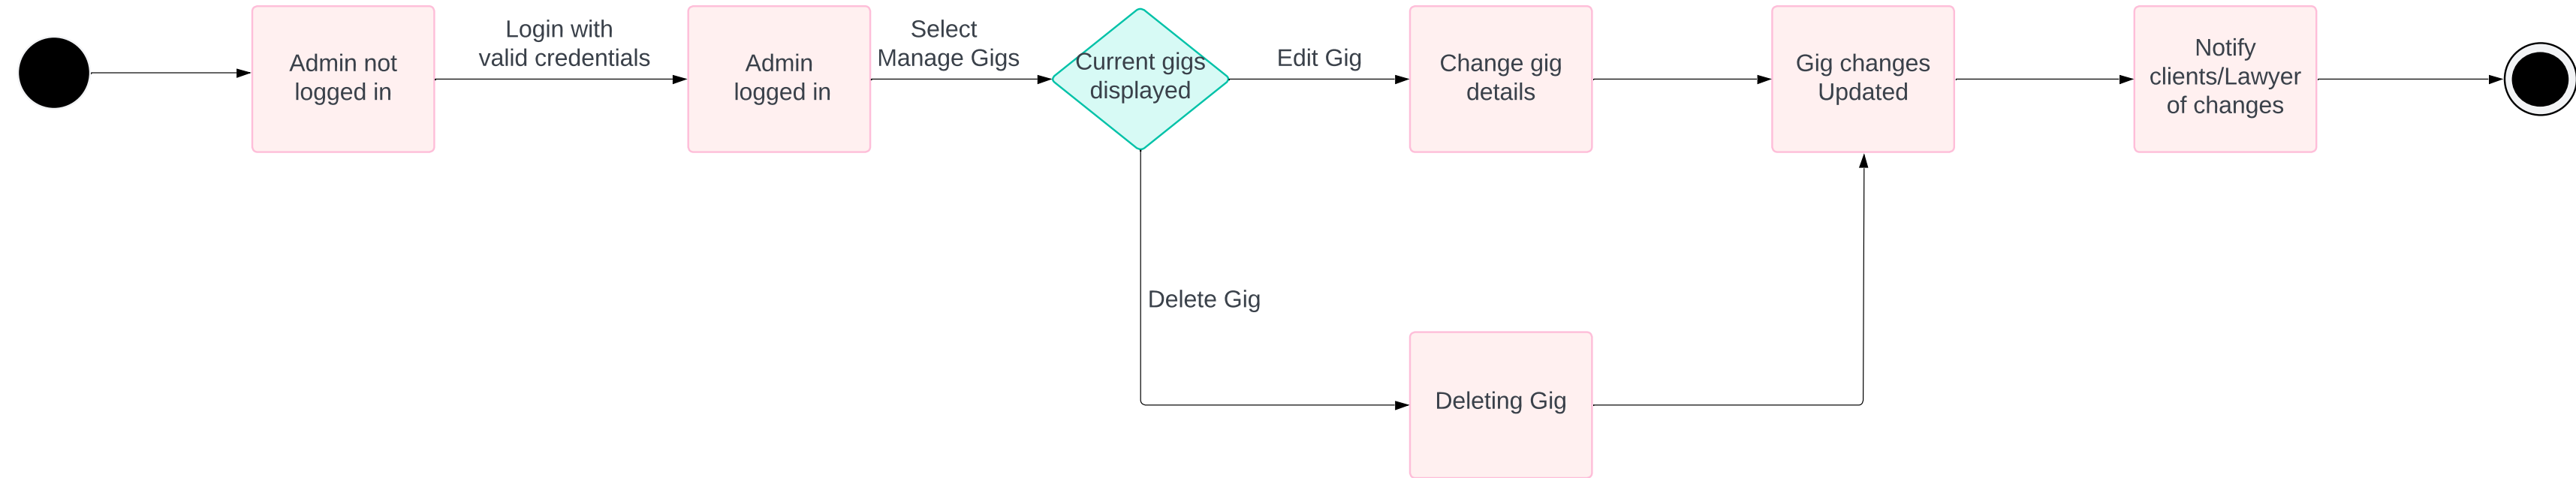 Admin not
logged in
Login with
valid credentials
Admin
logged in
Select
Manage Gigs
Current gigs
displayed
Edit Gig
Change gig
details
Gig changes
Updated
Notify
clients/Lawyer
of changes
Delete Gig
Deleting Gig